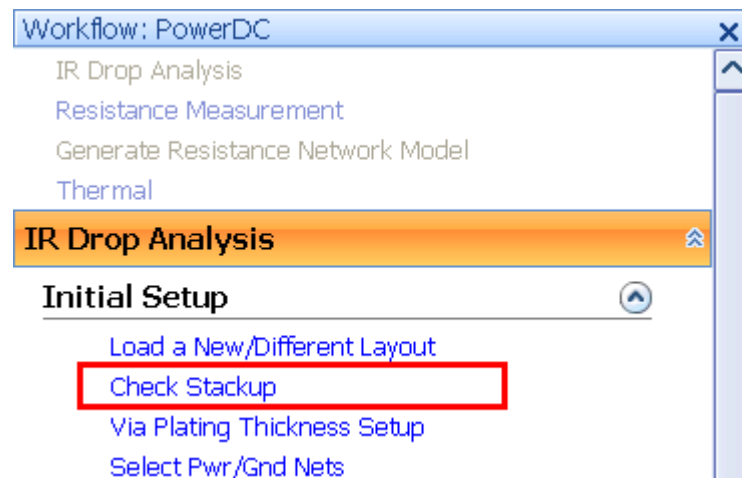 Workflow: PowerDC
IR Drop Analysis
Resistance Measurement
Generate Resistance Network Model
Thermal
IR Drop Analysis
Initial Setup
Load a New/Different Layout
Check Stackup
Via Plating Thickness Setup
Select Pwr/Gnd Nets